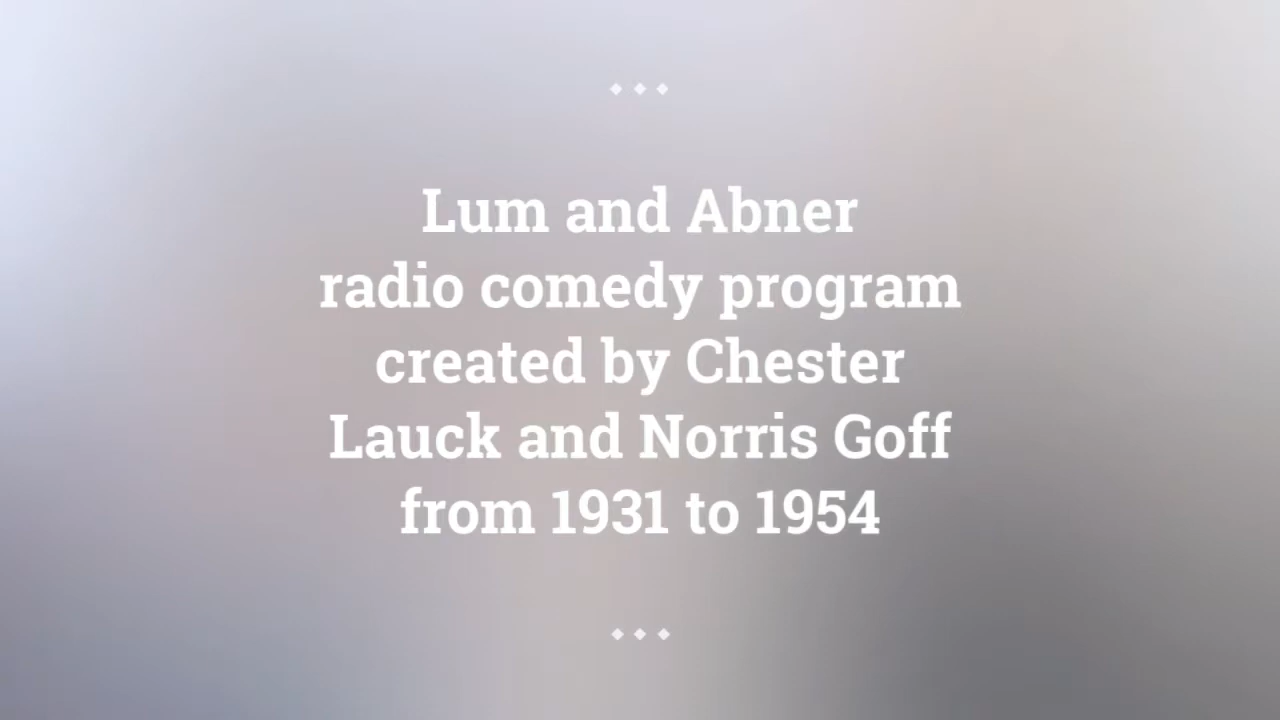 Lum and Abner
radio comedy program
created by Chester
Lauck and Norris Goff
from 1931 to 1954